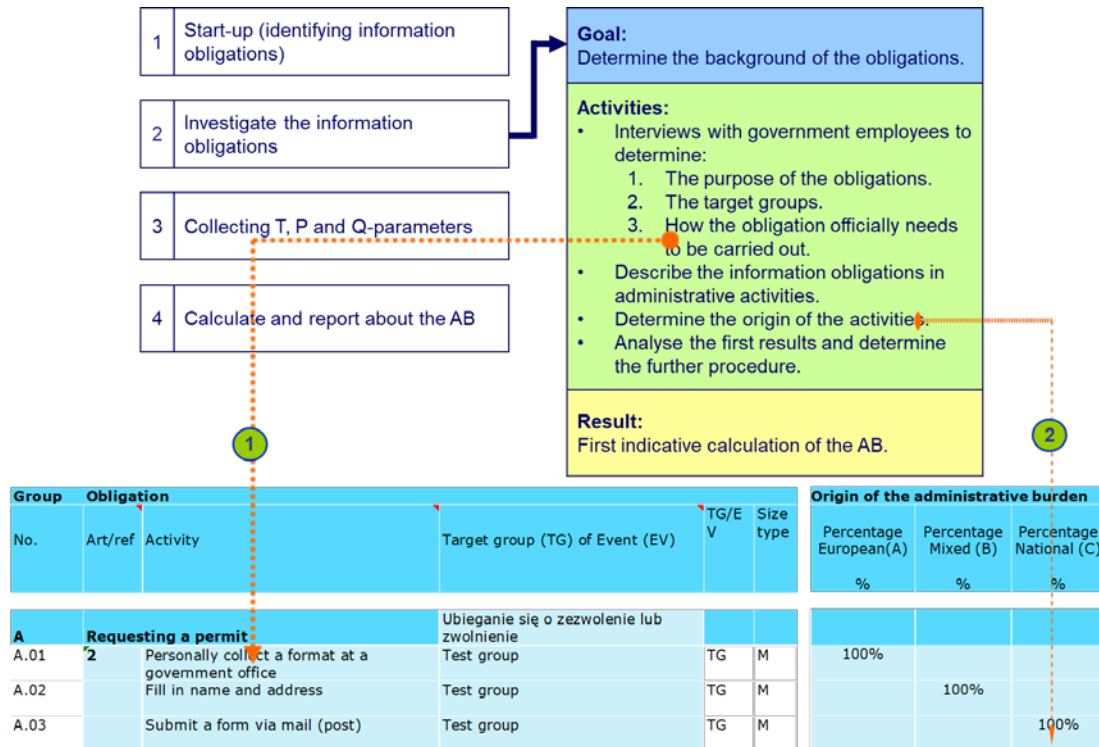 1
Start-up (identifying information
obligations)
2
Investigate the information
obligations
3
Collecting T, P and Q-parameters
4
Calculate and report about the AB
Goal:
Determine the background of the obligations.
Activities:
• Interviews with government employees to
determine:
1. The purpose of the obligations.
2. The target groups.
3. How the obligation officially needs
to be carried out.
• Describe the information obligations in
administrative activities.
• Determine the origin of the activities.
• Analyse the first results and determine
the further procedure.
Result:
First indicative calculation of the AB.
1
2
Group Obligation
No. Art/ref Activity Target group (TG) of Event (EV) TG/E
V Size
type
Origin of the administrative burden
Percentage
European(A) Percentage
Mixed (B) Percentage
National (C)
% % %
A Requesting a permit Ubieganie się o zezwolenie lub
zwolnienie
A.01 2 Personally collect a format at a
government office Test group TG M 100%
A.02 Fill in name and address Test group TG M 100%
A.03 Submit a form via mail (post) Test group TG M 100%